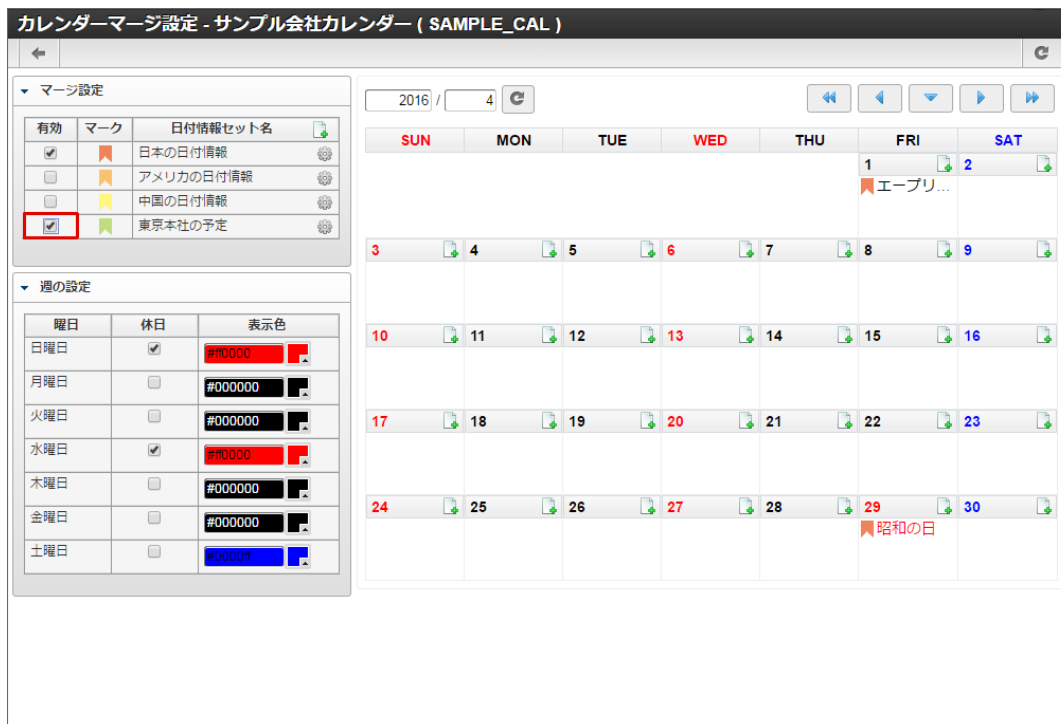 カレンダーマージ設定 - サンプル会社カレンダー ( SAMPLE_CAL )
マージ設定
有効 マーク 日付情報セット名
日本の日付情報
アメリカの日付情報
中国の日付情報
東京本社の予定
週の設定
曜日 休日 表示色
日曜日 #ff0000
月曜日 #000000
火曜日 #000000
水曜日 #ff0000
木曜日 #000000
金曜日 #000000
土曜日 #0000ff
2016 / 4
SUN MON TUE WED THU FRI SAT
1 2
エープリ...
3 4 5 6 7 8 9
10 11 12 13 14 15 16
17 18 19 20 21 22 23
24 25 26 27 28 29 30
昭和の日